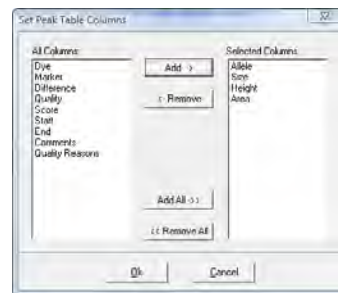 Set Peak Table Columns
All Columns:
Dye
Marker
Difference
Quality
Score
Start
End
Comments
Quality Reasons
Add ->
<- Remove
Add All ->>
<<- Remove All
Selected Columns
Allele
Size
Height
Area
Ok
Cancel